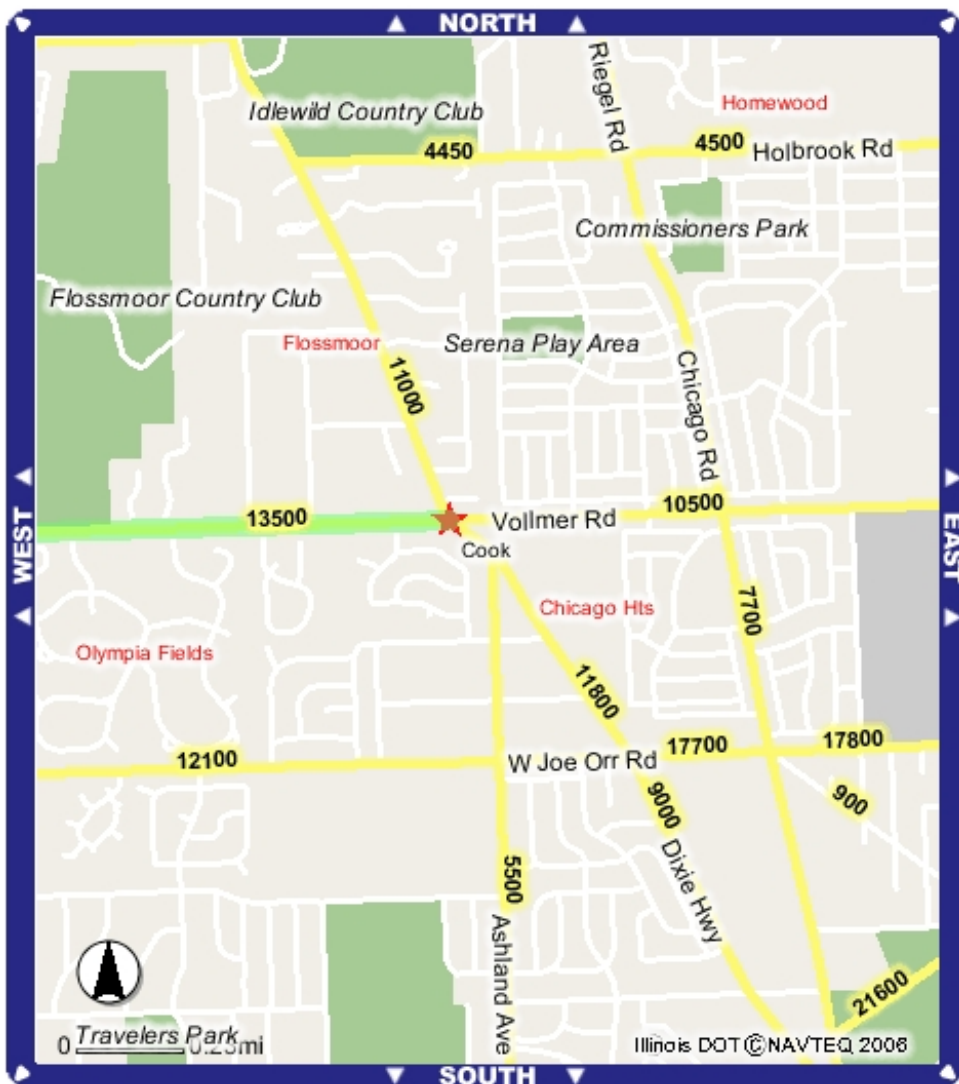 NORTH
Riegel Rd
Homewood
Idlewild Country Club
4450
4500
Holbrook Rd
Commissioners Park
Flossmoor Country Club
Flossmoor
Serena Play Area
11000
Chicago Rd
WEST
EAST
13500
Vollmer Rd
10500
Cook
Chicago Hts
7700
Olympia Fields
11800
12100
W Joe Orr Rd
17700
17800
9000
900
5500
Dixie Hwy
Ashland Ave
21600
Travelers Park
0 0.25mi
Illinois DOT ©NAVTEQ 2006
SOUTH